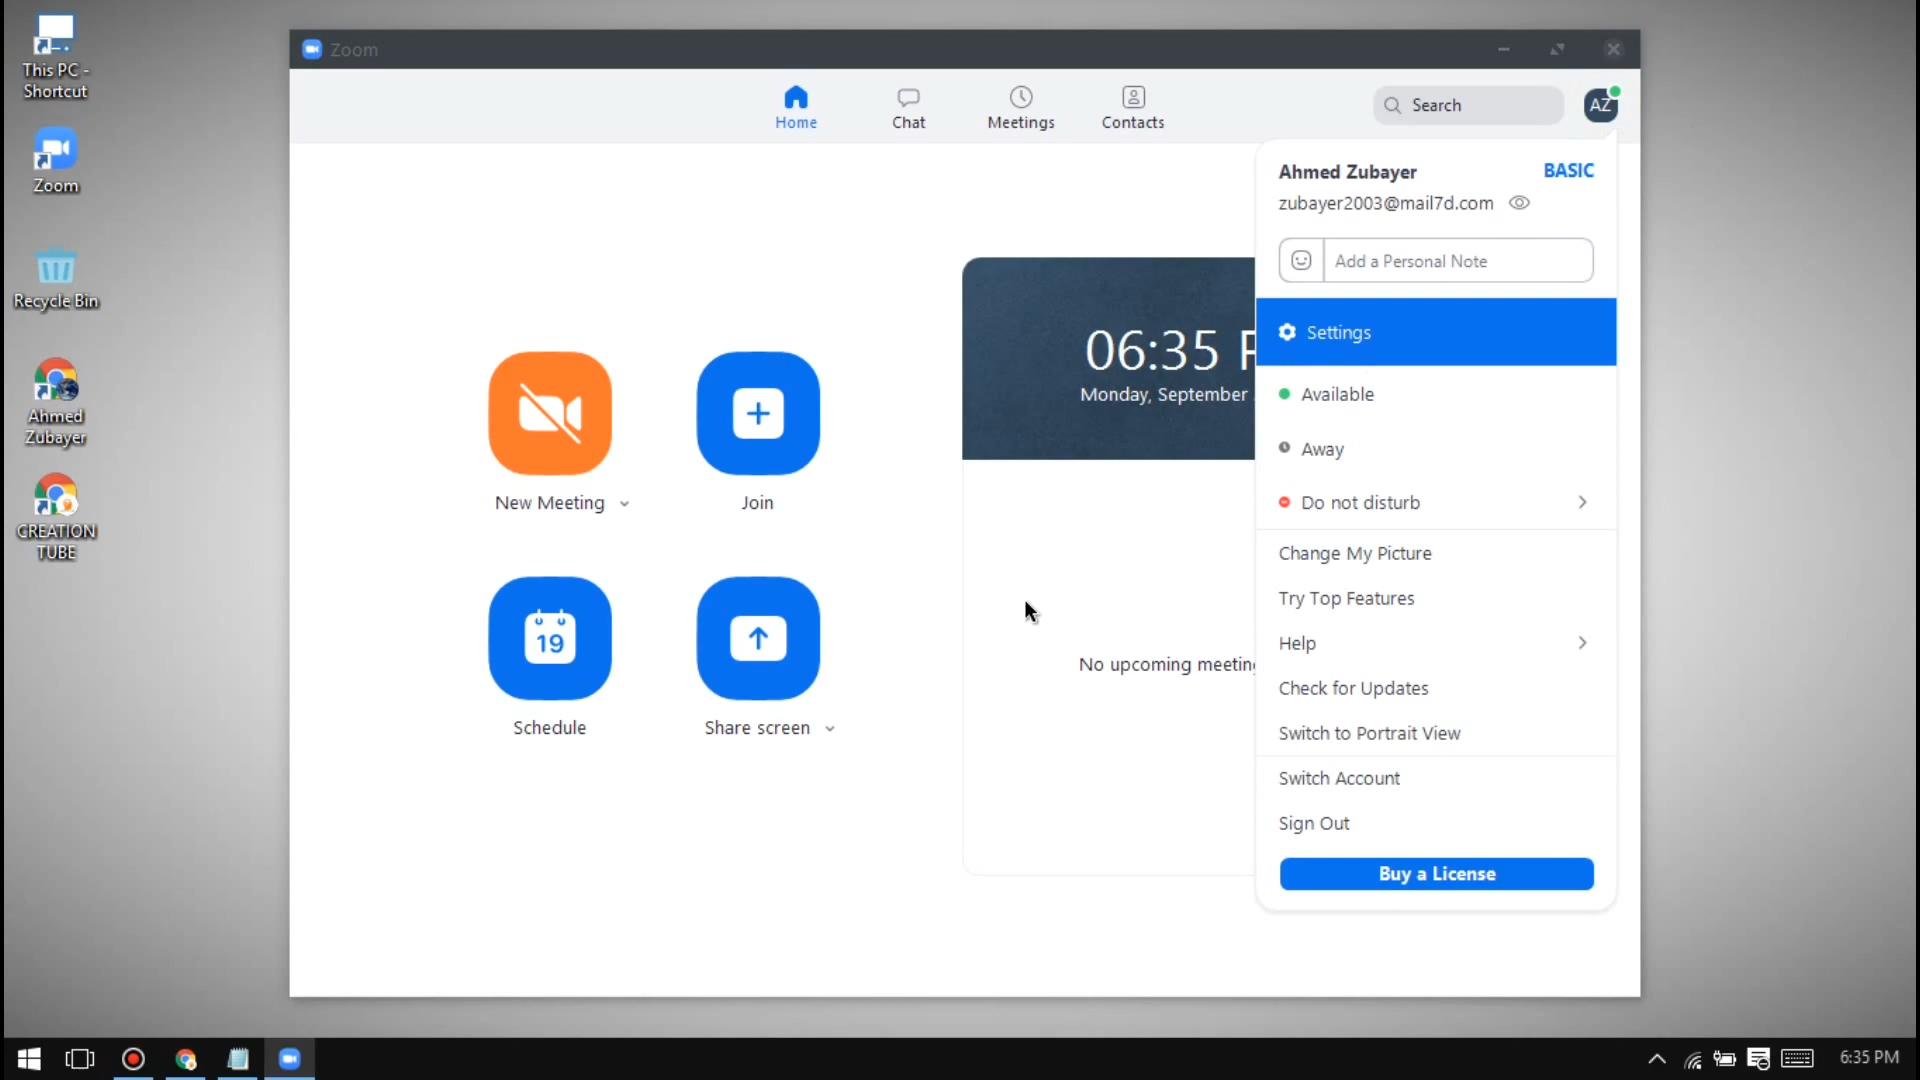 This PC -
Shortcut
Zoom
Recycle Bin
Ahmed
Zubayer
CREATION
TUBE
Zoom
Home
Chat
Meetings
Contacts
Search
AZ
Ahmed Zubayer
BASIC
zubayer2003@mail7d.com
Add a Personal Note
Settings
Available
Away
Do not disturb
Change My Picture
Try Top Features
Help
Check for Updates
Switch to Portrait View
Switch Account
Sign Out
Buy a License
06:35
Monday, September
No upcoming
New Meeting
Join
19
Schedule
Share screen
6:35 PM